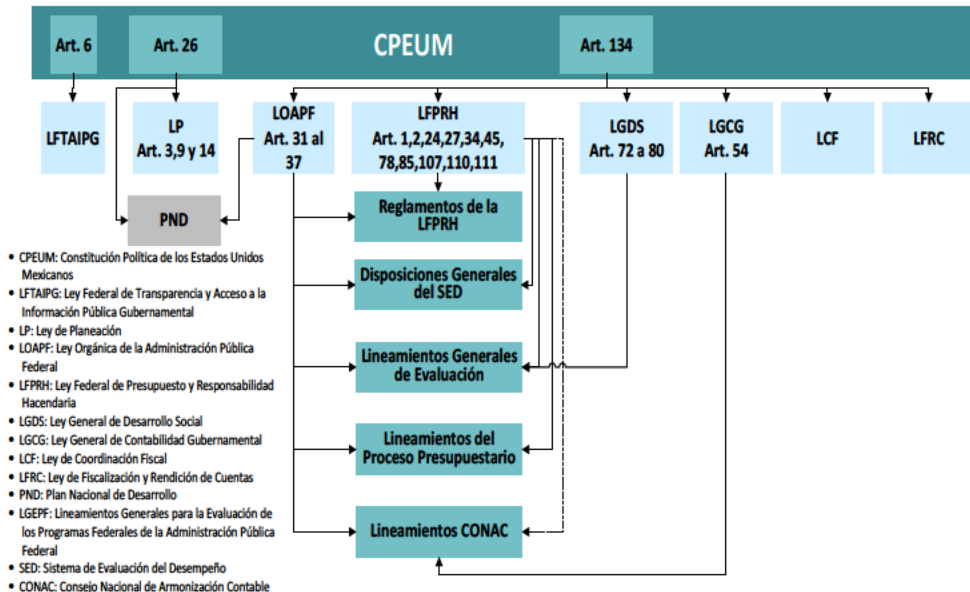 Art. 6
Art. 26
CPEUM
Art. 134
LFTAIPG
LP
Art. 3,9 y 14
LOAPF
Art. 31 al
37
LFPRH
Art. 1,2,24,27,34,45,
78,85,107,110,111
LGDS
Art. 72 a 80
LGCG
Art. 54
LCF
LFRC
PND
Reglamentos de la
LFPRH
Disposiciones Generales
del SED
Lineamientos Generales
de Evaluación
Lineamientos del
Proceso Presupuestario
Lineamientos CONAC
• CPEUM: Constitución Política de los Estados Unidos
Mexicanos
• LFTAIPG: Ley Federal de Transparencia y Acceso a la
Información Pública Gubernamental
• LP: Ley de Planeación
• LOAPF: Ley Orgánica de la Administración Pública
Federal
• LFPRH: Ley Federal de Presupuesto y Responsabilidad
Hacendaria
• LGDS: Ley General de Desarrollo Social
• LGCG: Ley General de Contabilidad Gubernamental
• LCF: Ley de Coordinación Fiscal
• LFRC: Ley de Fiscalización y Rendición de Cuentas
• PND: Plan Nacional de Desarrollo
• LGEPF: Lineamientos Generales para la Evaluación de
los Programas Federales de la Administración Pública
Federal
• SED: Sistema de Evaluación del Desempeño
• CONAC: Consejo Nacional de Armonización Contable